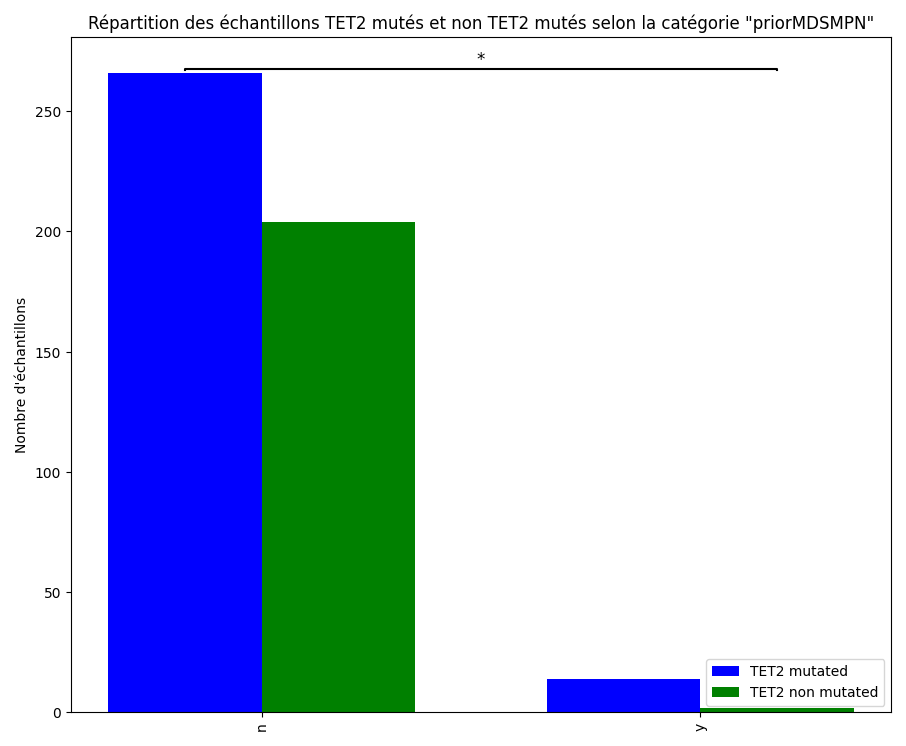 Répartition des échantillons TET2 mutés et non TET2 mutés selon la catégorie "priorMDSMPN"
*
250
200
150
100
50
0
Nombre d'échantillons
TET2 mutated
TET2 non mutated
n
y